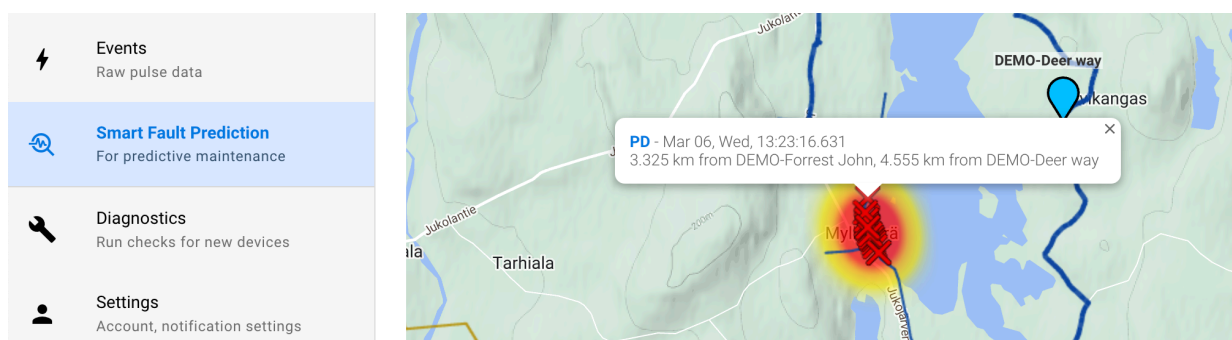 Events
Raw pulse data
Smart Fault Prediction
For predictive maintenance
Diagnostics
Run checks for new devices
Settings
Account, notification settings
DEMO-Deer way
PD - Mar 06, Wed, 13:23:16.631
3.325 km from DEMO-Forrest John, 4.555 km from DEMO-Deer way
Jukolantie
200m
Tarhiala